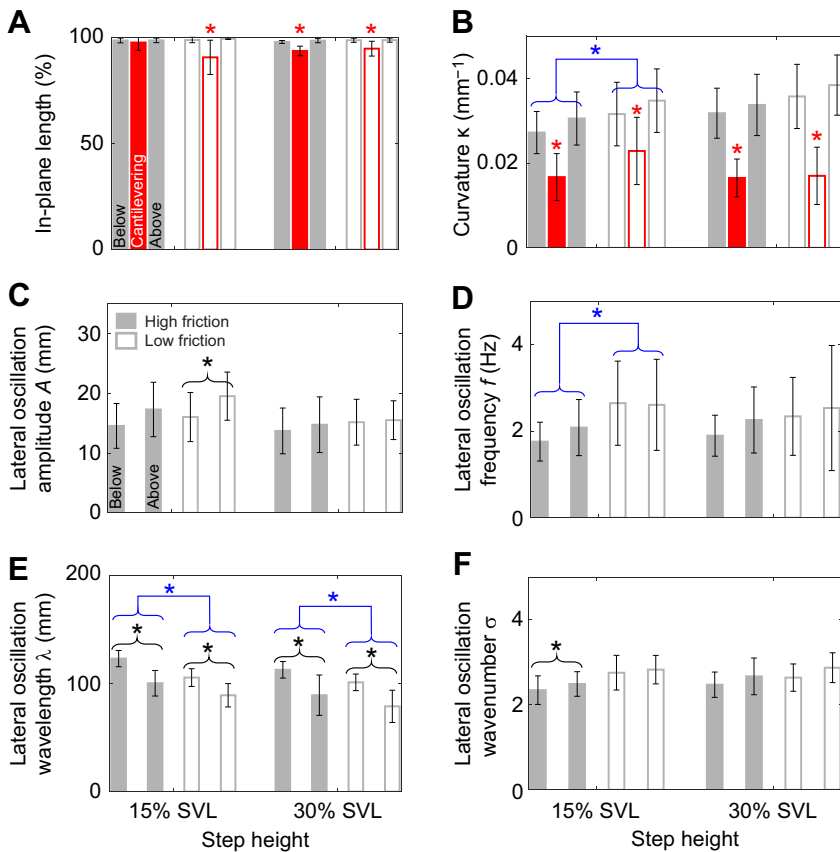 A
In-plane length (%)
100
50
0
Below
Cantilevering
Above
*
*
*
B
Curvature κ (mm⁻¹)
0.04
0.02
0
*
*
*
*
*
C
Lateral oscillation
amplitude A (mm)
30
20
10
0
High friction
Low friction
*
Below
Above
D
Lateral oscillation
frequency f (Hz)
4
2
0
*
E
Lateral oscillation
wavelength λ (mm)
200
100
0
*
*
*
*
*
*
15% SVL
30% SVL
Step height
F
Lateral oscillation
wavenumber σ
4
2
0
*
15% SVL
30% SVL
Step height